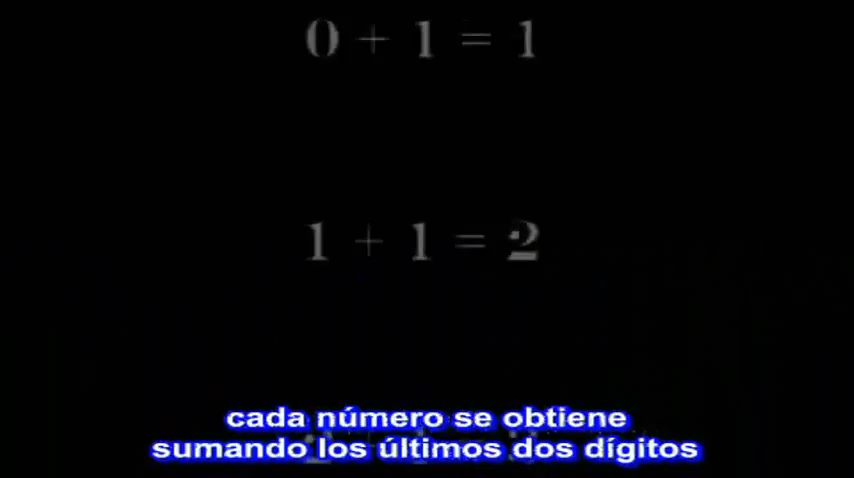 0 + 1 = 1
1 + 1 = 2
cada número se obtiene
sumando los últimos dos dígitos